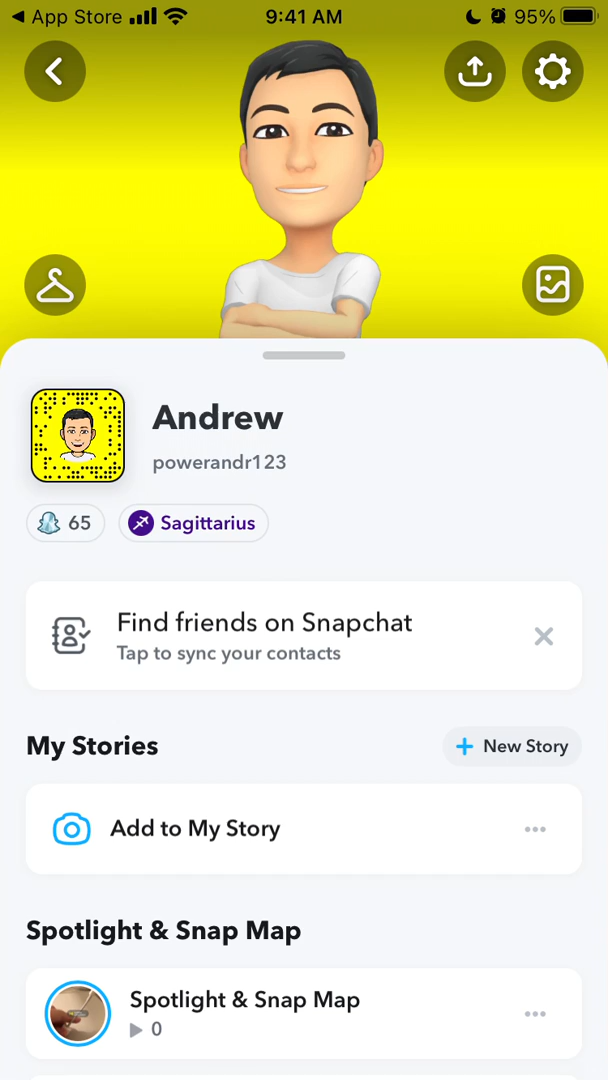 App Store 9:41 AM 95%
Andrew
powerandr123
65 Sagittarius
Find friends on Snapchat
Tap to sync your contacts
My Stories + New Story
Add to My Story
Spotlight & Snap Map
Spotlight & Snap Map
0